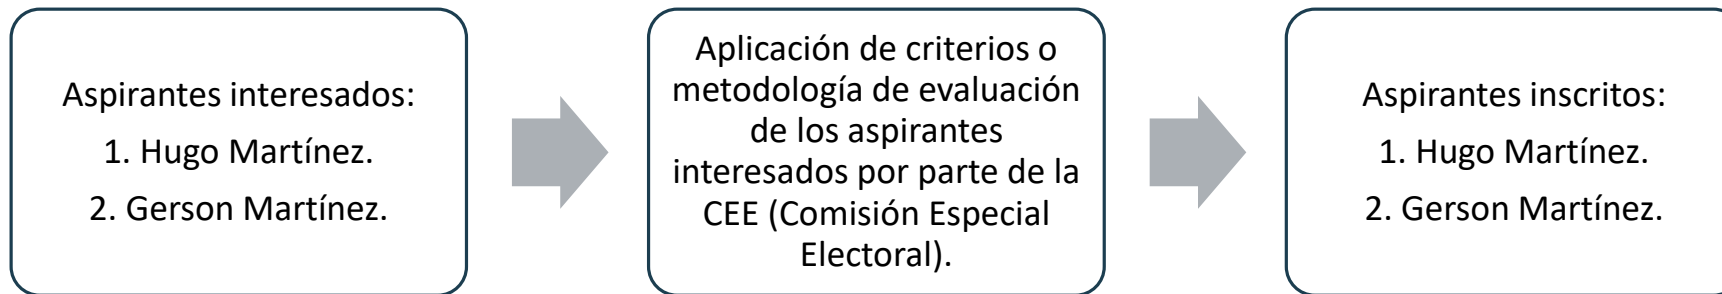 Aspirantes interesados:
1. Hugo Martínez.
2. Gerson Martínez.
Aplicación de criterios o
metodología de evaluación
de los aspirantes
interesados por parte de la
CEE (Comisión Especial
Electoral).
Aspirantes inscritos:
1. Hugo Martínez.
2. Gerson Martínez.